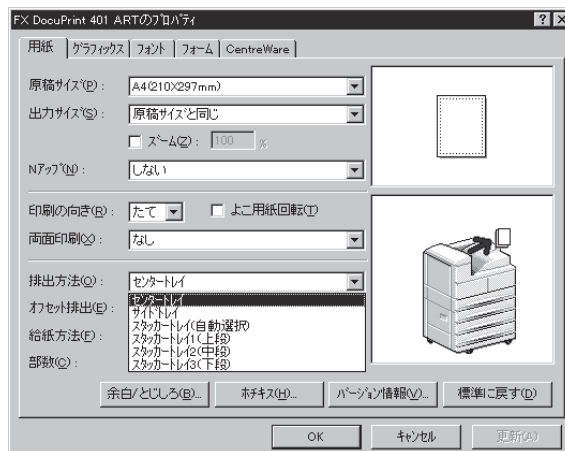 FX DocuPrint 401 ARTのﾌﾟﾛﾊﾟﾃｨ
用紙 ｸﾞﾗﾌｨｯｸｽ ﾌｫﾝﾄ ﾌｫｰﾑ CentreWare
原稿ｻｲｽﾞ(P): A4(210×297mm)
出力ｻｲｽﾞ(S): 原稿ｻｲｽﾞと同じ
ｽﾞｰﾑ(Z): 100 %
Nｱｯﾌﾟ(N): しない
印刷の向き(R): たて よこ用紙回転(T)
両面印刷(X): なし
排出方法(O): ｾﾝﾀｰﾄﾚｲ
ｾﾝﾀｰﾄﾚｲ
ｵﾌｾｯﾄ排出(E): ｻｲﾄﾞﾄﾚｲ
ｽﾀｯｶｰﾄﾚｲ(自動選択)
給紙方法(F): ｽﾀｯｶｰﾄﾚｲ1(上段)
ｽﾀｯｶｰﾄﾚｲ2(中段)
部数(C): ｽﾀｯｶｰﾄﾚｲ3(下段)
余白/とじしろ(B)... ﾎﾁｷｽ(H)... ﾊﾞｰｼﾞｮﾝ情報(V)... 標準に戻す(D)
OK ｷｬﾝｾﾙ 更新(A)